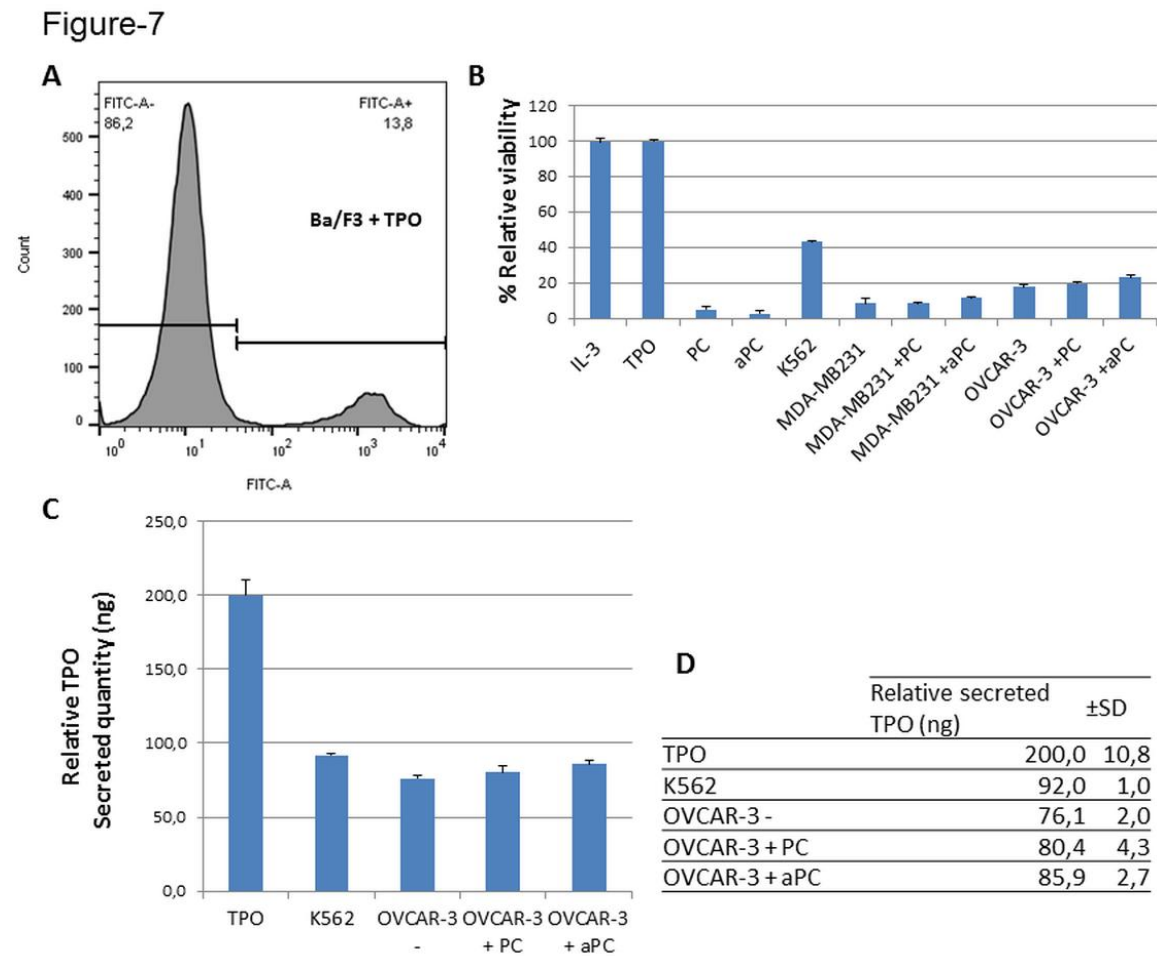 Figure-7
A
FITC-A-
86,2
FITC-A+
13,8
Ba/F3 + TPO
500
400
300
200
100
0
Count
10^0 10^1 10^2 10^3 10^4
FITC-A
B
% Relative viability
120
100
80
60
40
20
0
IL-3
TPO
PC
aPC
K562
MDA-MB231
MDA-MB231 +PC
MDA-MB231 +aPC
OVCAR-3
OVCAR-3 +PC
OVCAR-3 +aPC
C
Relative TPO
Secreted quantity (ng)
250,0
200,0
150,0
100,0
50,0
0,0
TPO
K562
OVCAR-3
-
OVCAR-3
+ PC
OVCAR-3
+ aPC
D
Relative secreted
TPO (ng)
±SD
TPO 200,0 10,8
K562 92,0 1,0
OVCAR-3 - 76,1 2,0
OVCAR-3 + PC 80,4 4,3
OVCAR-3 + aPC 85,9 2,7